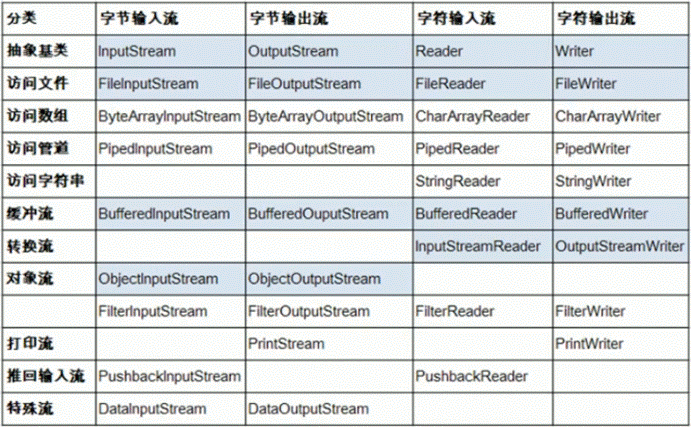 分类 字节输入流 字节输出流 字符输入流 字符输出流
抽象基类 InputStream OutputStream Reader Writer
访问文件 FileInputStream FileOutputStream FileReader FileWriter
访问数组 ByteArrayInputStream ByteArrayOutputStream CharArrayReader CharArrayWriter
访问管道 PipedInputStream PipedOutputStream PipedReader PipedWriter
访问字符串 StringReader StringWriter
缓冲流 BufferedInputStream BufferedOuputStream BufferedReader BufferedWriter
转换流 InputStreamReader OutputStreamWriter
对象流 ObjectInputStream ObjectOutputStream
FilterInputStream FilterOutputStream FilterReader FilterWriter
打印流 PrintStream PrintWriter
推回输入流 PushbackInputStream PushbackReader
特殊流 DataInputStream DataOutputStream